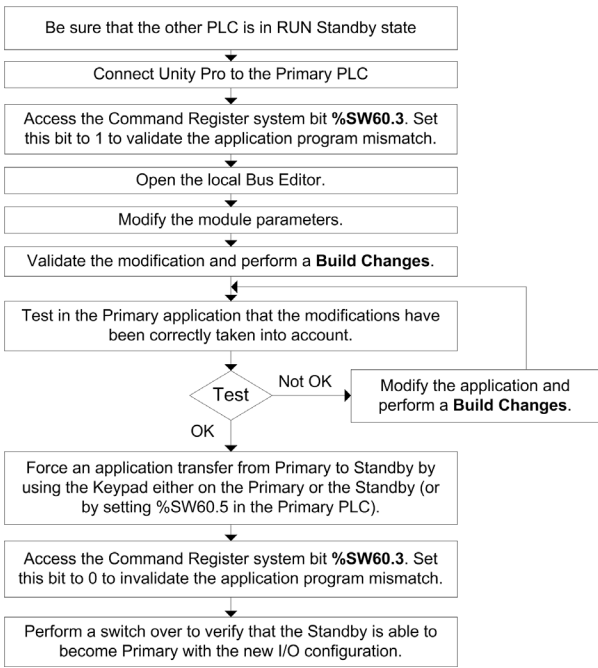 Be sure that the other PLC is in RUN Standby state
Connect Unity Pro to the Primary PLC
Access the Command Register system bit %SW60.3. Set
this bit to 1 to validate the application program mismatch.
Open the local Bus Editor.
Modify the module parameters.
Validate the modification and perform a Build Changes.
Test in the Primary application that the modifications have
been correctly taken into account.
Test
Not OK
Modify the application and
perform a Build Changes.
OK
Force an application transfer from Primary to Standby by
using the Keypad either on the Primary or the Standby (or
by setting %SW60.5 in the Primary PLC).
Access the Command Register system bit %SW60.3. Set
this bit to 0 to invalidate the application program mismatch.
Perform a switch over to verify that the Standby is able to
become Primary with the new I/O configuration.